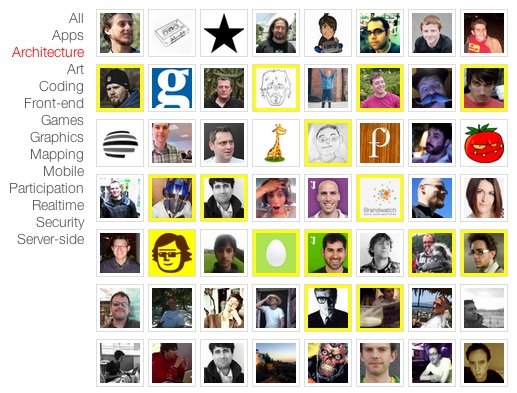 All
Apps
Architecture
Art
Coding
Front-end
Games
Graphics
Mapping
Mobile
Participation
Realtime
Security
Server-side
g
p
J
Brandwatch
J